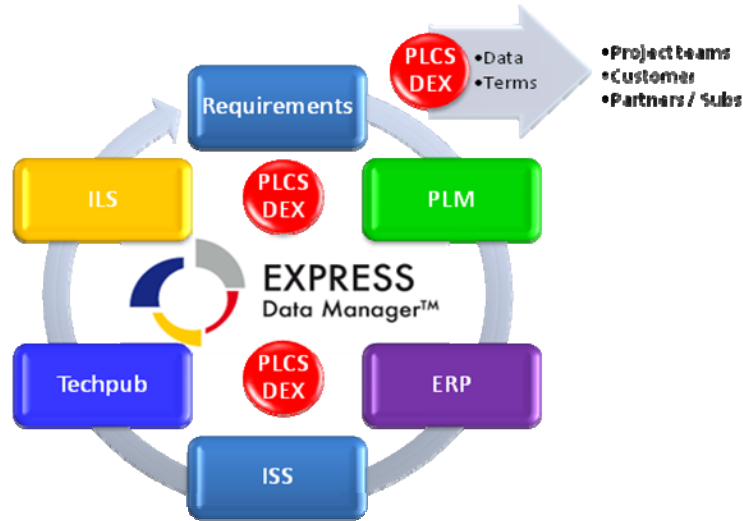 PLCS
DEX
•Data
•Terms
•Project teams
•Customer
•Partners / Subs
Requirements
ILS
PLCS
DEX
PLM
EXPRESS
Data Manager™
Techpub
PLCS
DEX
ERP
ISS